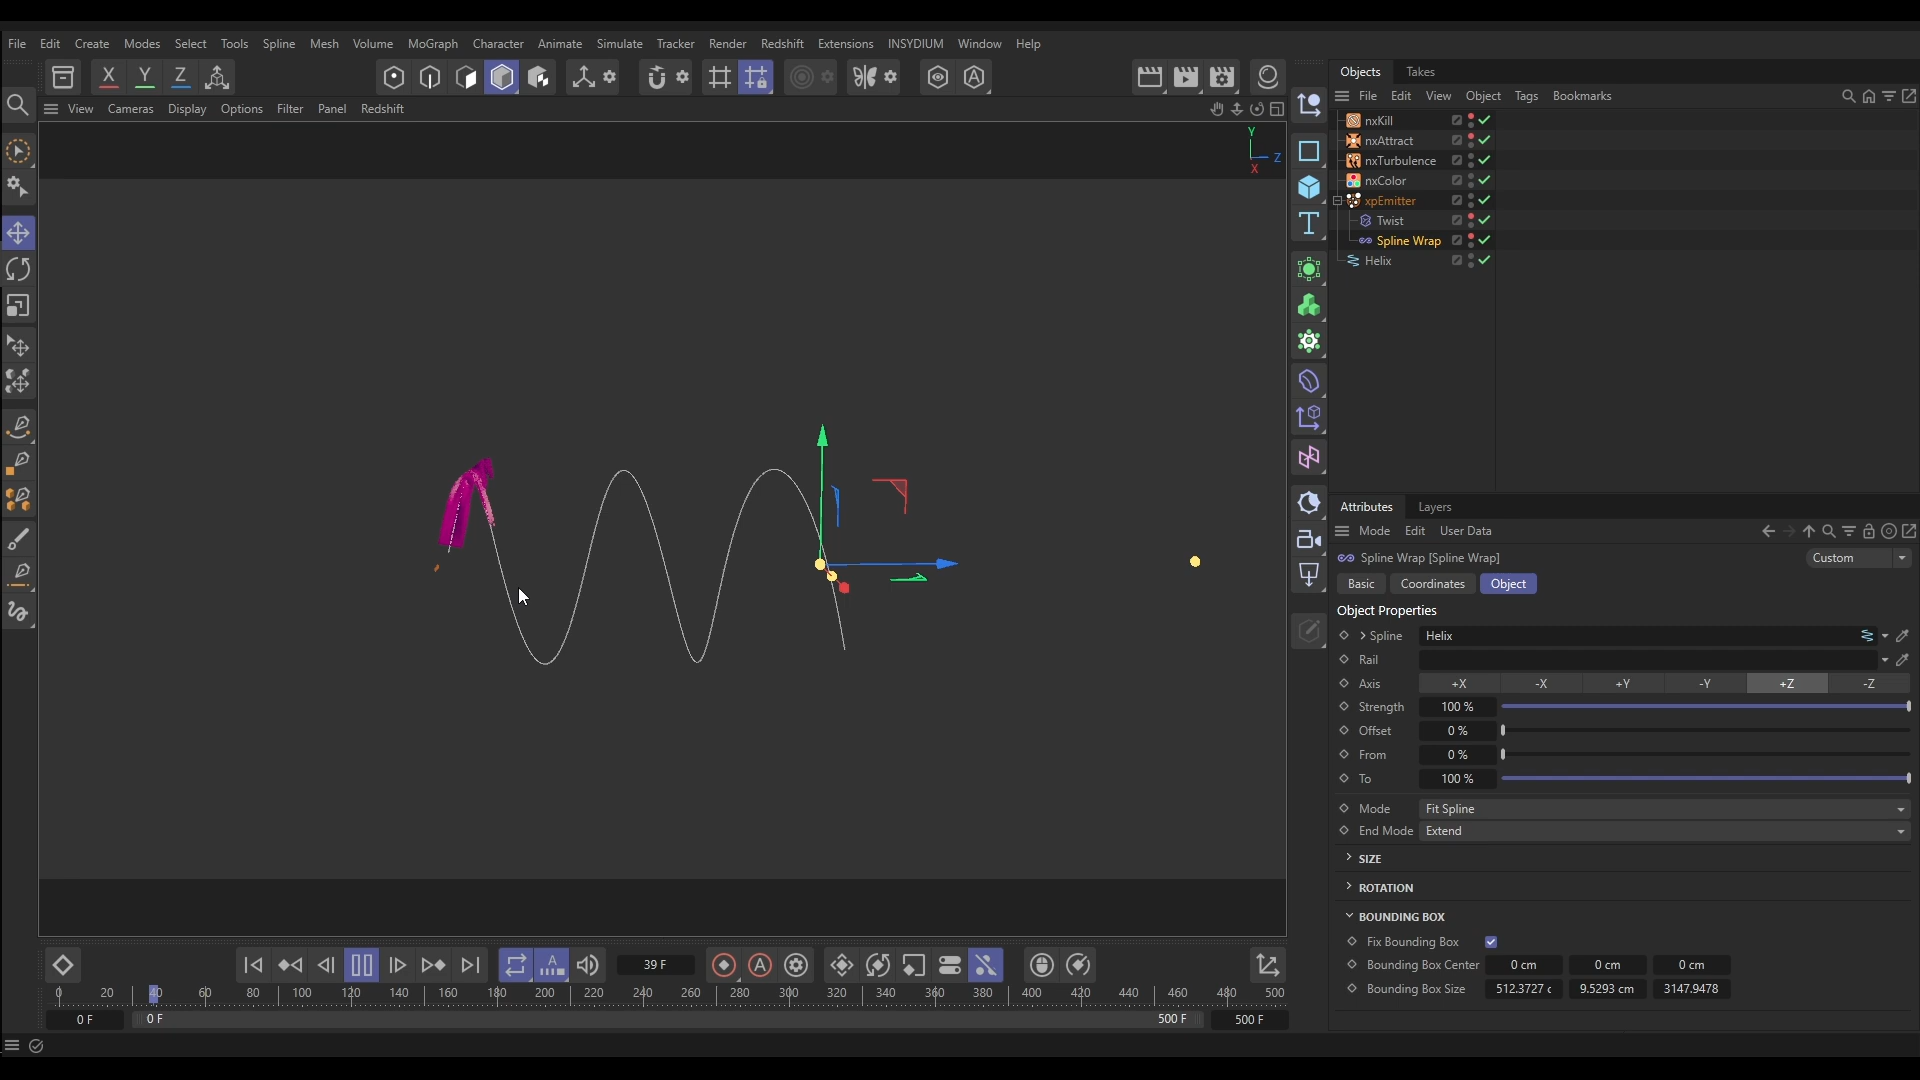 File Edit Create Modes Select Tools Spline Mesh Volume MoGraph Character Animate Simulate Tracker Render Redshift Extensions INSYDIUM Window Help
X Y Z
View Cameras Display Options Filter Panel Redshift
Y
Z
X
Objects Takes
File Edit View Object Tags Bookmarks
nxKill
nxAttract
nxTurbulence
nxColor
xpEmitter
Twist
Spline Wrap
Helix
Attributes Layers
Mode Edit User Data
Spline Wrap [Spline Wrap] Custom
Basic Coordinates Object
Object Properties
Spline Helix
Rail
Axis +X -X +Y -Y +Z -Z
Strength 100 %
Offset 0 %
From 0 %
To 100 %
Mode Fit Spline
End Mode Extend
SIZE
ROTATION
BOUNDING BOX
Fix Bounding Box
Bounding Box Center 0 cm 0 cm 0 cm
Bounding Box Size 512.3727 c 9.5293 cm 3147.9478
39 F
0 20 40 60 80 100 120 140 160 180 200 220 240 260 280 300 320 340 360 380 400 420 440 460 480 500
0 F 0 F 500 F 500 F